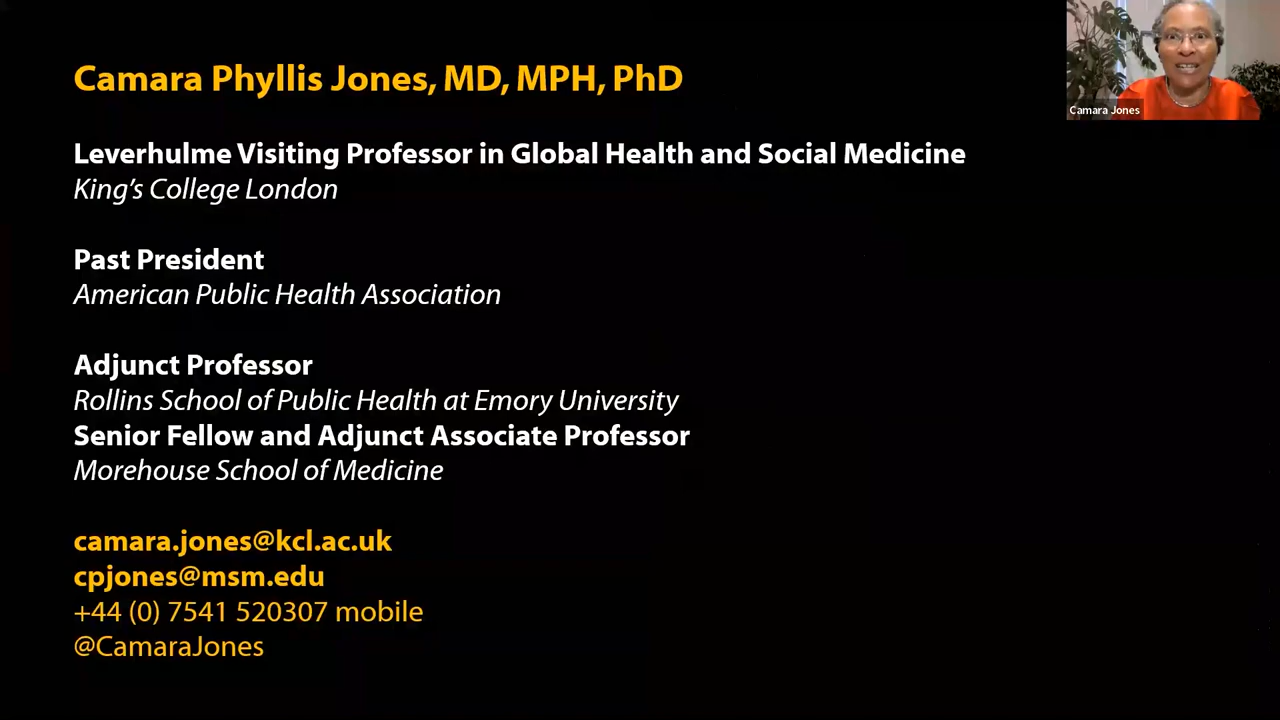 Camara Phyllis Jones, MD, MPH, PhD
Camara Jones
Leverhulme Visiting Professor in Global Health and Social Medicine
King's College London
Past President
American Public Health Association
Adjunct Professor
Rollins School of Public Health at Emory University
Senior Fellow and Adjunct Associate Professor
Morehouse School of Medicine
camara.jones@kcl.ac.uk
cpjones@msm.edu
+44 (0) 7541 520307 mobile
@CamaraJones